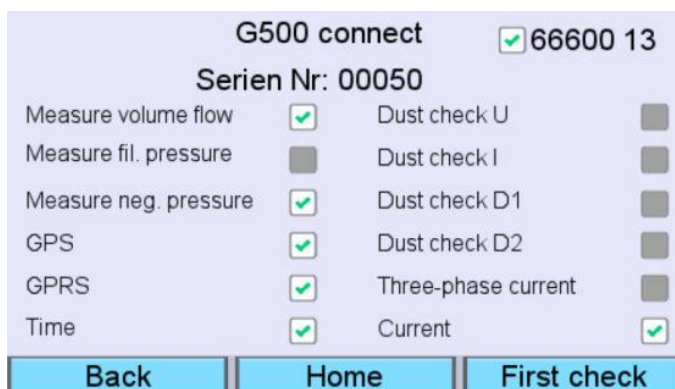 G500 connect
66600 13
Serien Nr: 00050
Measure volume flow
Dust check U
Measure fil. pressure
Dust check I
Measure neg. pressure
Dust check D1
GPS
Dust check D2
GPRS
Three-phase current
Time
Current
Back
Home
First check